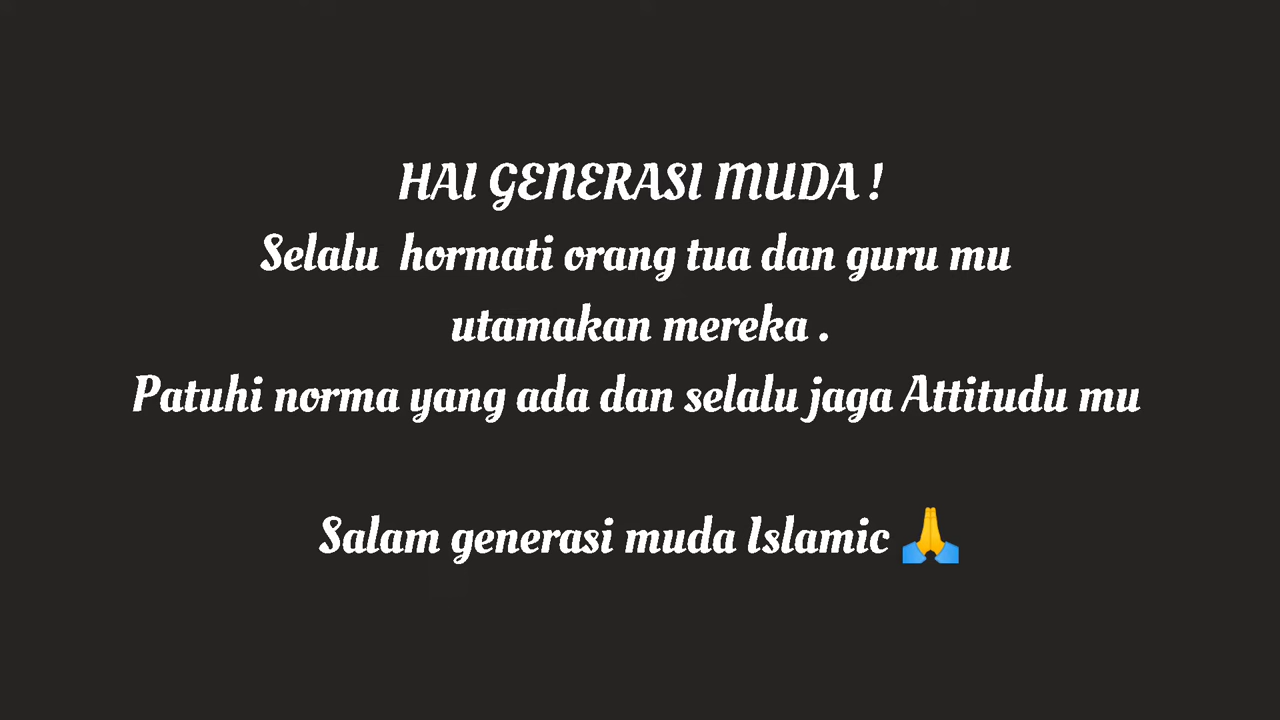 HAI GENERASI MUDA !
Selalu  hormati orang tua dan guru mu
utamakan mereka .
Patuhi norma yang ada dan selalu jaga Attitudu mu
Salam generasi muda Islamic 🙏